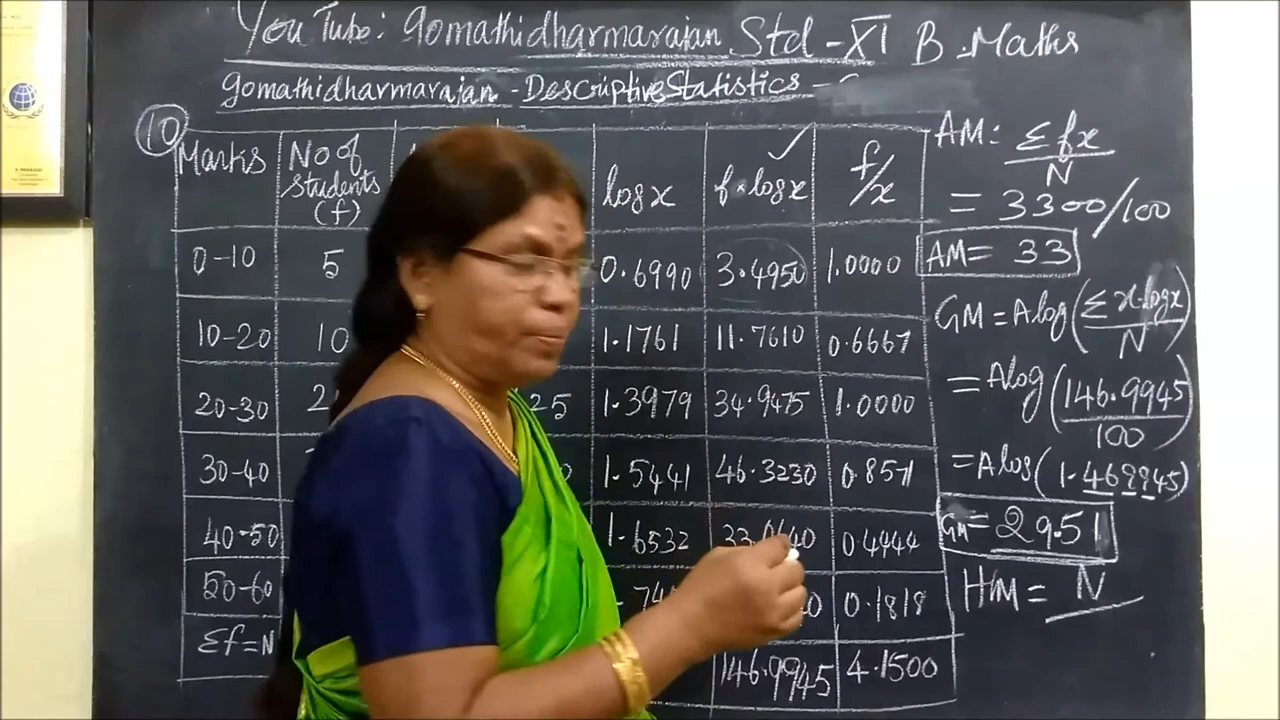 YouTube: gomathidharmarajan Std - XI B.Maths
gomathidharmarajan - Descriptive Statistics -
10
Marks No of students (f) log x f × log x ✓ f/x
0-10 5 0.6990 3.4950 1.0000
10-20 10 1.1761 11.7610 0.6667
20-30 2 25 1.3979 34.9475 1.0000
30-40 1.5441 46.3230 0.8571
40-50 1.6532 0.4444
50-60 0.1818
Σf=N 146.9945 4.1500
AM: Σfx/N
= 3300/100
AM= 33
GM = Alog(Σx·logx/N)
= Alog(146.9945/100)
= Alog(1.469945)
GM= 29.51
HM = N